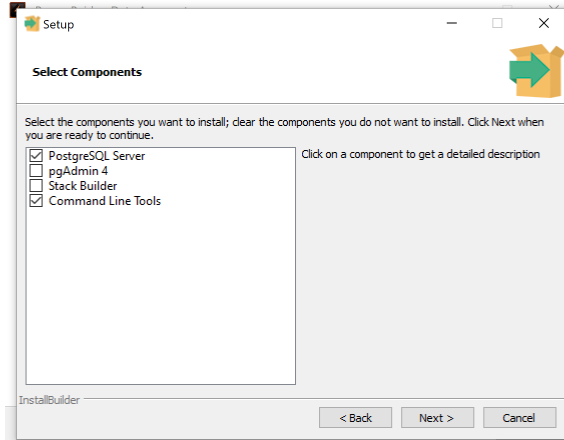 Setup
Select Components
Select the components you want to install; clear the components you do not want to install. Click Next when
you are ready to continue.
PostgreSQL Server
pgAdmin 4
Stack Builder
Command Line Tools
Click on a component to get a detailed description
InstallBuilder
< Back
Next >
Cancel